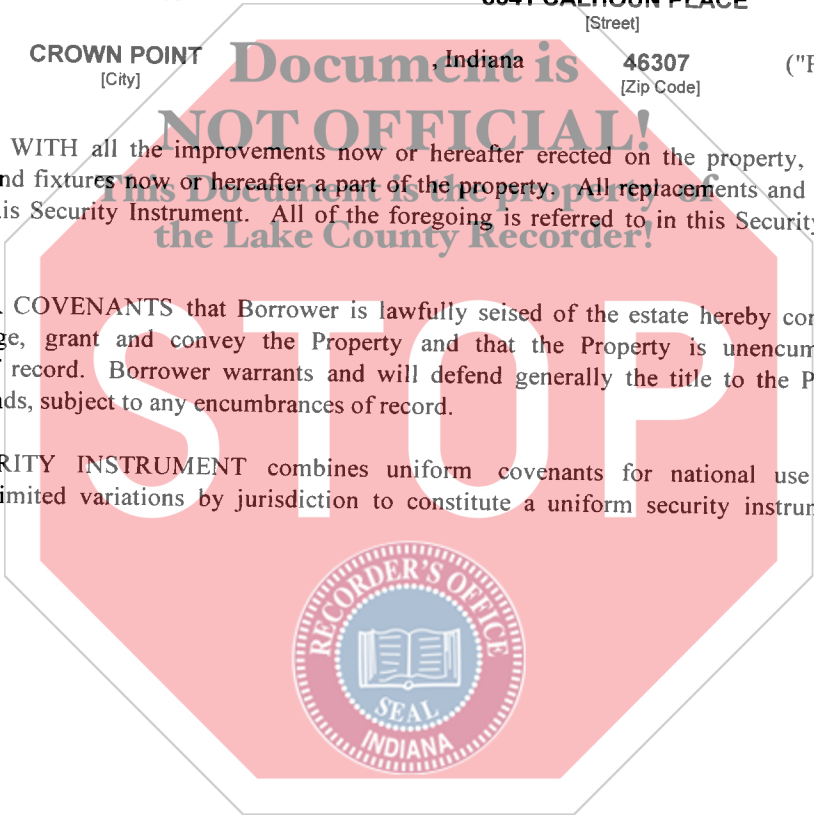 CALHOUN PLACE
[Street]
CROWN POINT , Indiana 46307
[City] [Zip Code]
Document is
NOT OFFICIAL!
This Document is the property of
the Lake County Recorder!
WITH all the improvements now or hereafter erected on the property,
nd fixtures now or hereafter a part of the property. All replacements and
is Security Instrument. All of the foregoing is referred to in this Security
COVENANTS that Borrower is lawfully seised of the estate hereby con
ge, grant and convey the Property and that the Property is unencum
record. Borrower warrants and will defend generally the title to the P
nds, subject to any encumbrances of record.
RITY INSTRUMENT combines uniform covenants for national use
imited variations by jurisdiction to constitute a uniform security instrum
STOP
RECORDER'S OFFICE
SEAL
INDIANA